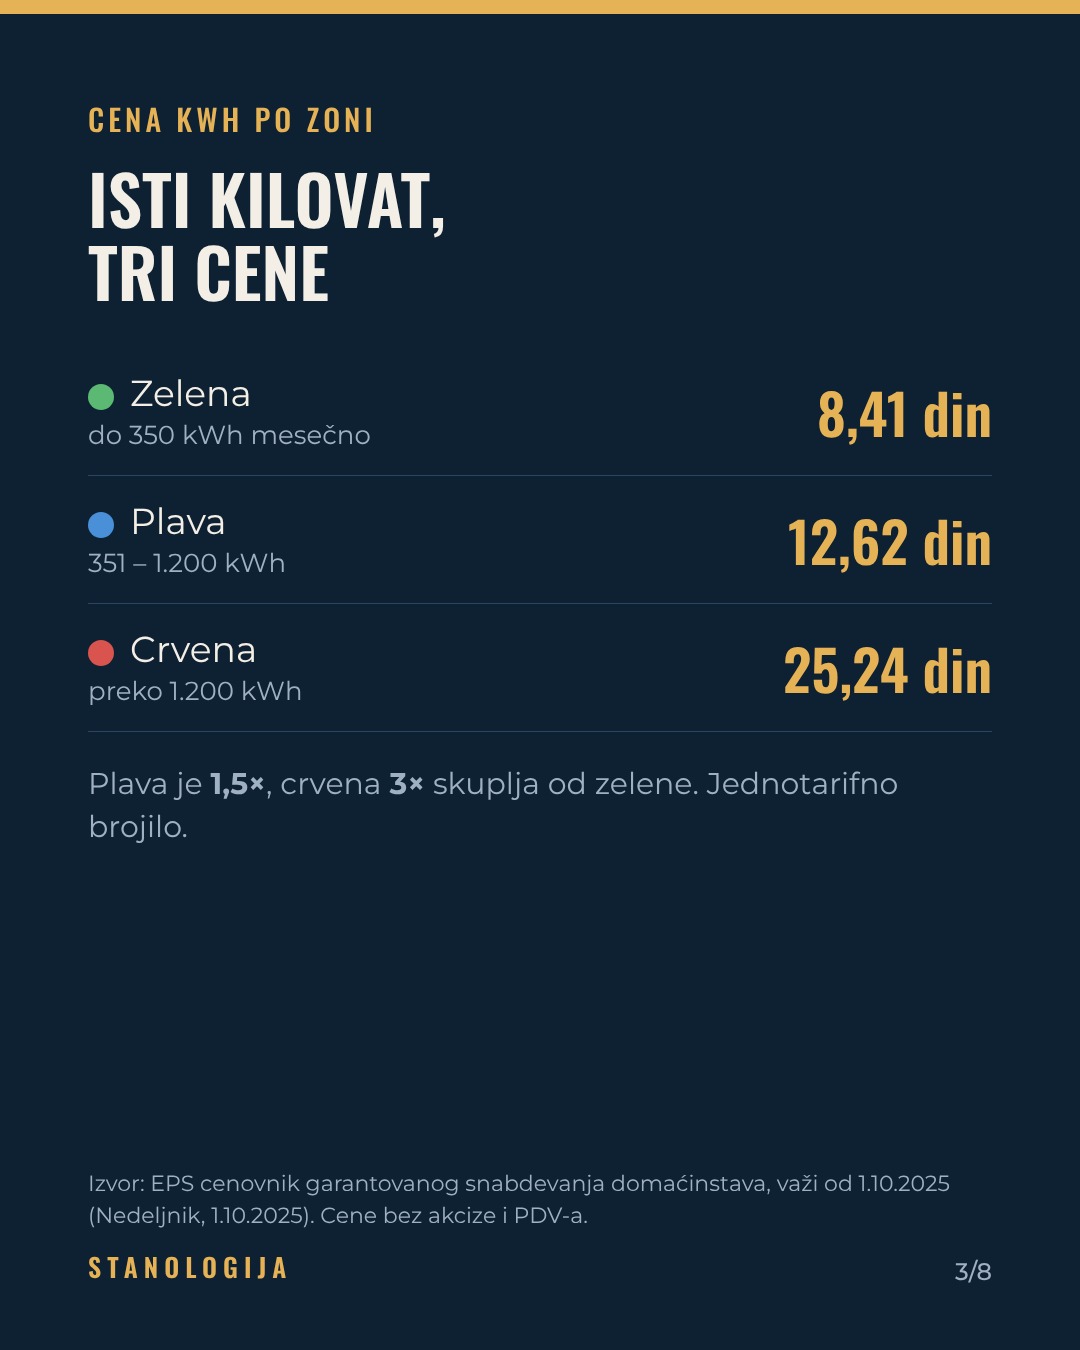 CENA KWH PO ZONI
ISTI KILOVAT,
TRI CENE
Zelena
do 350 kWh mesečno
8,41 din
Plava
351 – 1.200 kWh
12,62 din
Crvena
preko 1.200 kWh
25,24 din
Plava je 1,5×, crvena 3× skuplja od zelene. Jednotarifno
brojilo.
Izvor: EPS cenovnik garantovanog snabdevanja domaćinstava, važi od 1.10.2025
(Nedeljnik, 1.10.2025). Cene bez akcize i PDV-a.
STANOLOGIJA
3/8